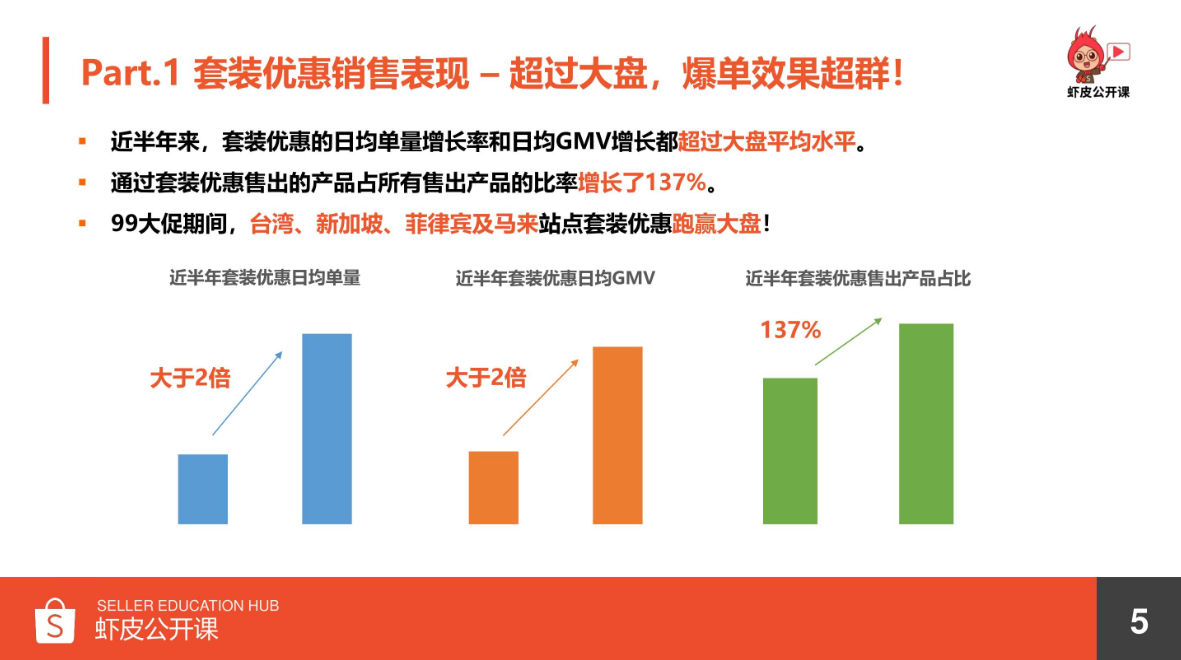 Part.1 套装优惠销售表现 – 超过大盘，爆单效果超群！
虾皮公开课
近半年来，套装优惠的日均单量增长率和日均GMV增长都超过大盘平均水平。
通过套装优惠售出的产品占所有售出产品的比率增长了137%。
99大促期间，台湾、新加坡、菲律宾及马来站点套装优惠跑赢大盘！
近半年套装优惠日均单量
大于2倍
近半年套装优惠日均GMV
大于2倍
近半年套装优惠售出产品占比
137%
SELLER EDUCATION HUB
虾皮公开课
5